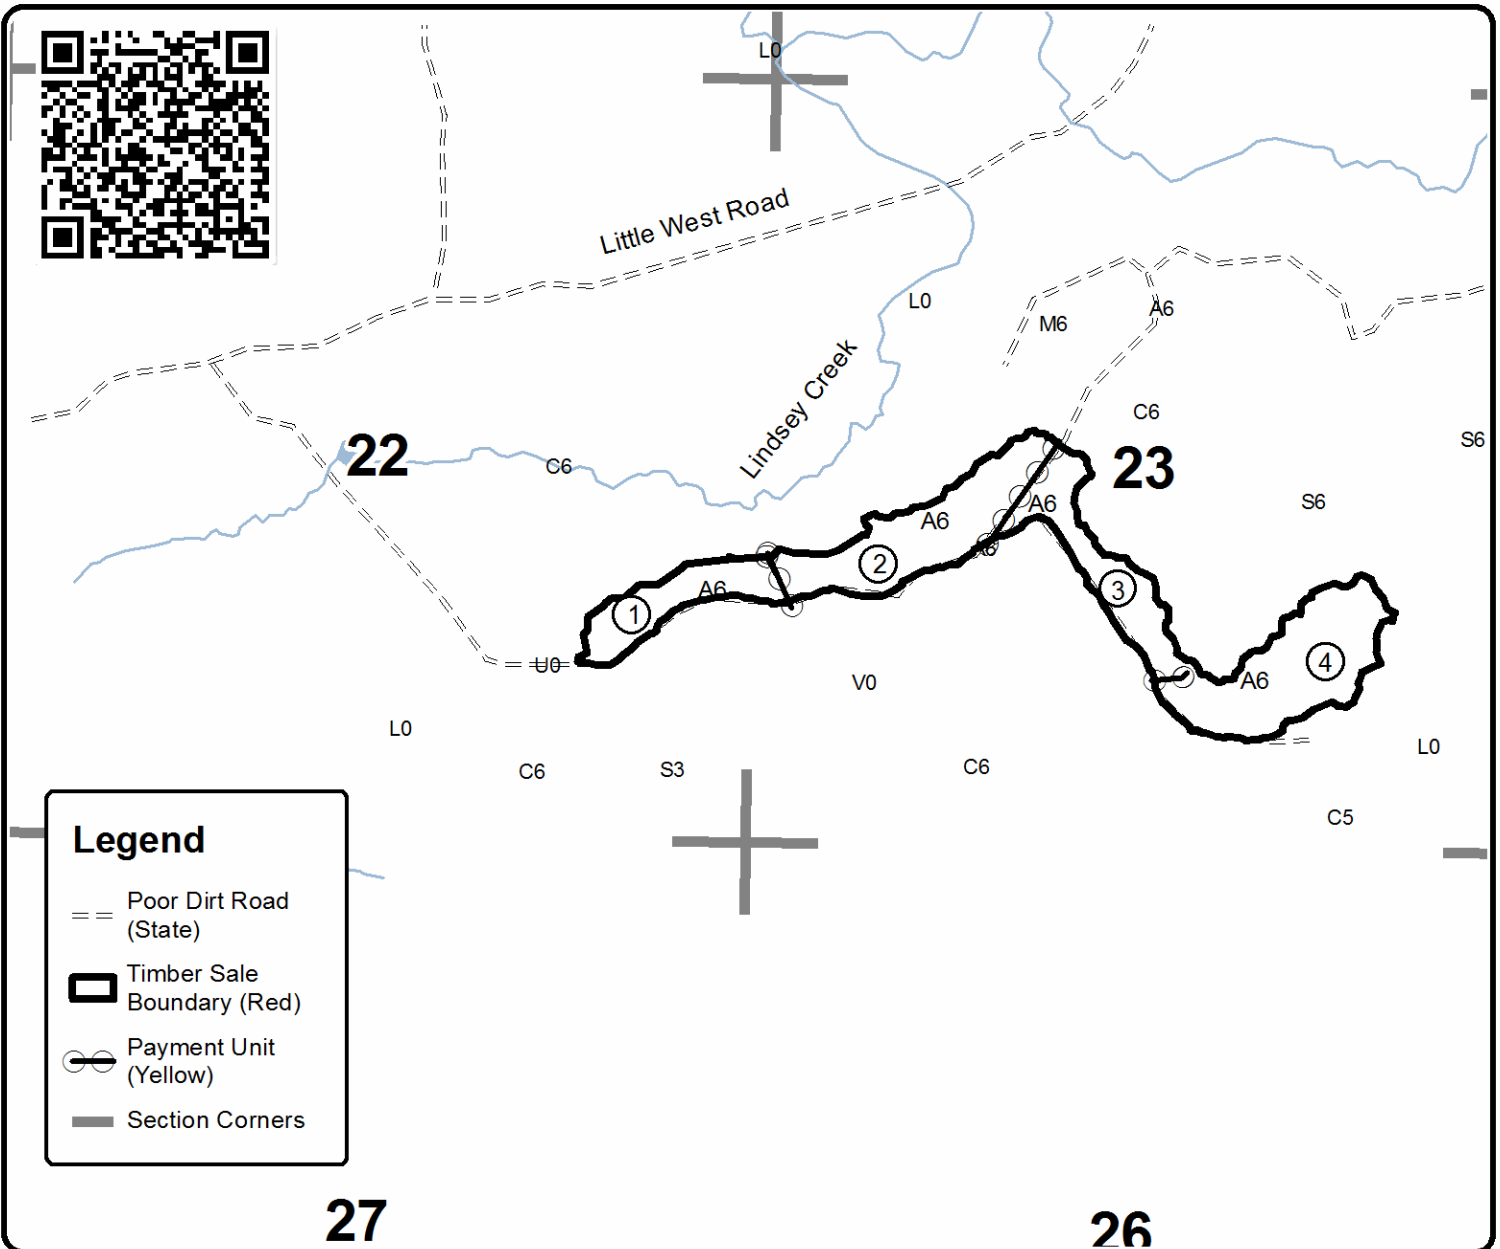 L0
Little West Road
L0
M6
A6
Lindsey Creek
C6
S6
22
C6
23
S6
A6
A6
A6
2
A6
1
3
U0
V0
A6
4
L0
L0
C6
S3
C6
C5
Legend
Poor Dirt Road
(State)
Timber Sale
Boundary (Red)
Payment Unit
(Yellow)
Section Corners
27
26